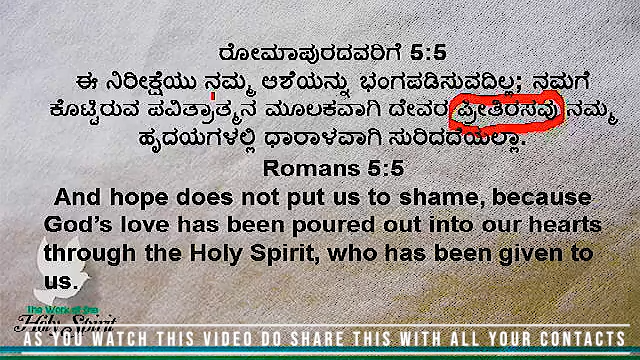 ರೋಮಾಪುರದವರಿಗೆ 5:5
ಈ ನಿರೀಕ್ಷೆಯು ನಮ್ಮ ಆಶೆಯನ್ನು ಭಂಗಪಡಿಸುವದಿಲ್ಲ; ನಮಗೆ
ಕೊಟ್ಟಿರುವ ಪವಿತ್ರಾತ್ಮನ ಮೂಲಕವಾಗಿ ದೇವರ ಪ್ರೀತಿರಸವು ನಮ್ಮ
ಹೃದಯಗಳಲ್ಲಿ ಧಾರಾಳವಾಗಿ ಸುರಿದದೆಯಲ್ಲಾ.
Romans 5:5
And hope does not put us to shame, because
God’s love has been poured out into our hearts
through the Holy Spirit, who has been given to
us.
The Work of the
Holy Spirit
AS YOU WATCH THIS VIDEO DO SHARE THIS WITH ALL YOUR CONTACTS